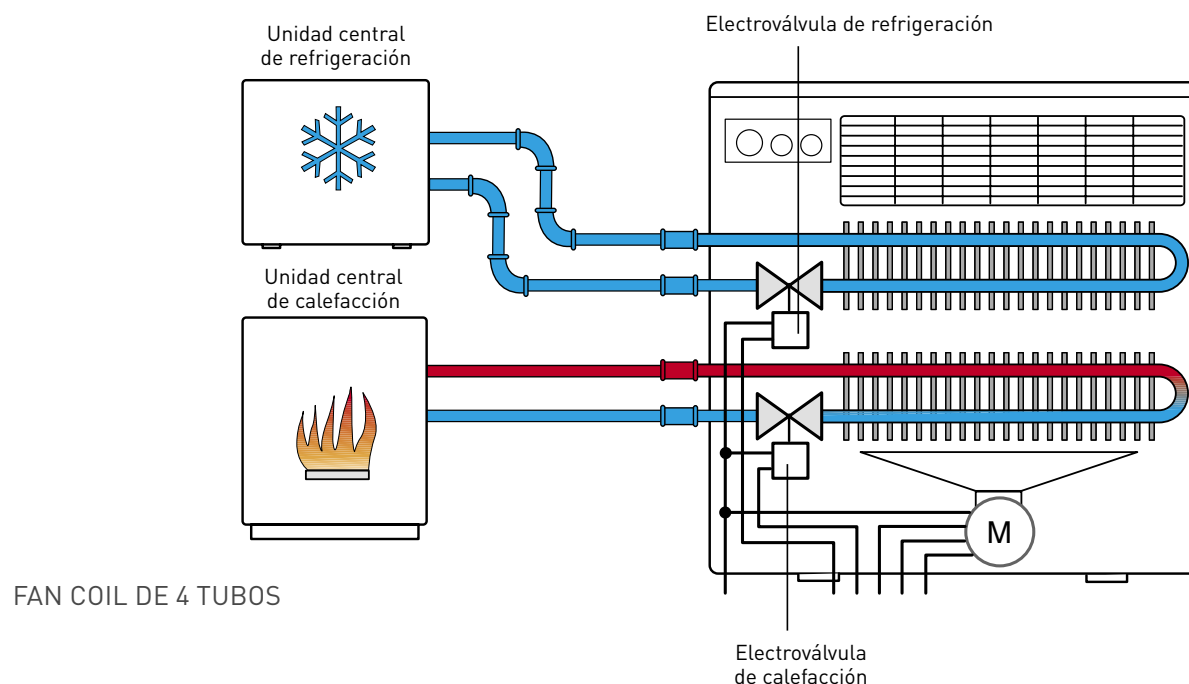 Electroválvula de refrigeración
Unidad central
de refrigeración
Unidad central
de calefacción
M
FAN COIL DE 4 TUBOS
Electroválvula
de calefacción